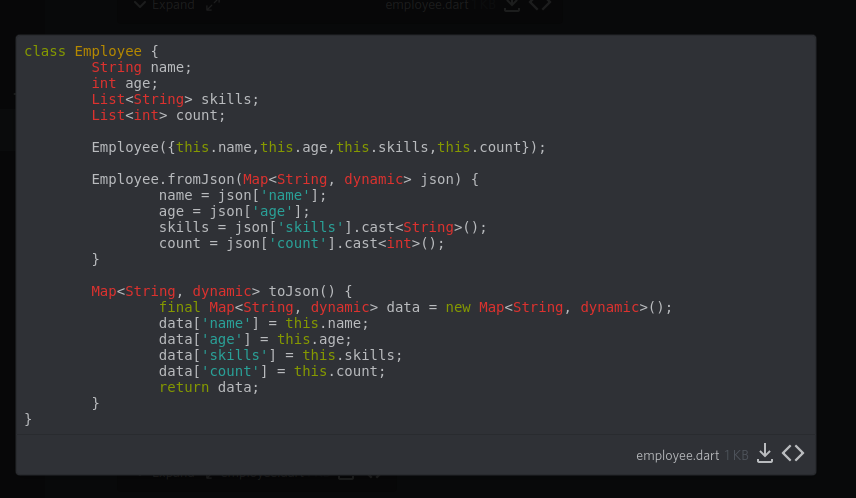 Expand employee.dart 1 KB
class Employee {
        String name;
        int age;
        List<String> skills;
        List<int> count;

        Employee({this.name,this.age,this.skills,this.count});

        Employee.fromJson(Map<String, dynamic> json) {
                name = json['name'];
                age = json['age'];
                skills = json['skills'].cast<String>();
                count = json['count'].cast<int>();
        }

        Map<String, dynamic> toJson() {
                final Map<String, dynamic> data = new Map<String, dynamic>();
                data['name'] = this.name;
                data['age'] = this.age;
                data['skills'] = this.skills;
                data['count'] = this.count;
                return data;
        }
}
employee.dart 1 KB